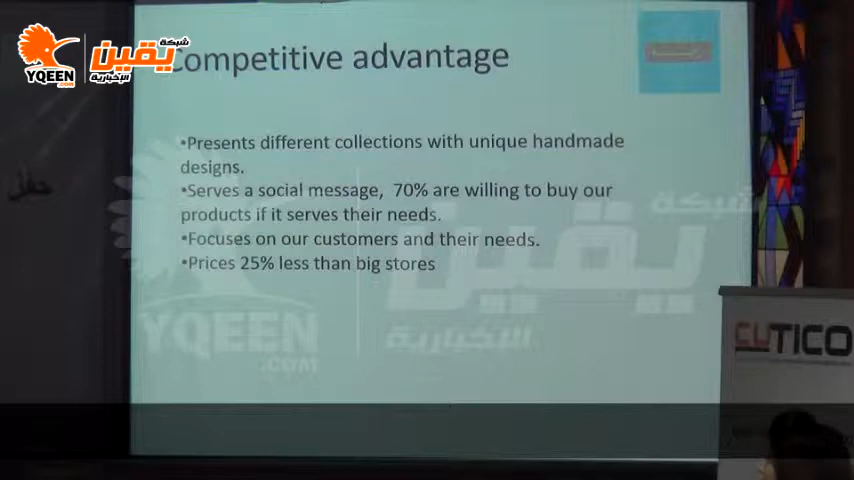 شبكة
يقين
الإخبارية
YQEEN
.com
Competitive advantage
•Presents different collections with unique handmade
designs.
•Serves a social message, 70% are willing to buy our
products if it serves their needs.
•Focuses on our customers and their needs.
•Prices 25% less than big stores
شبكة
يقين
الإخبارية
YQEEN
.COM
حفل
CUTICO